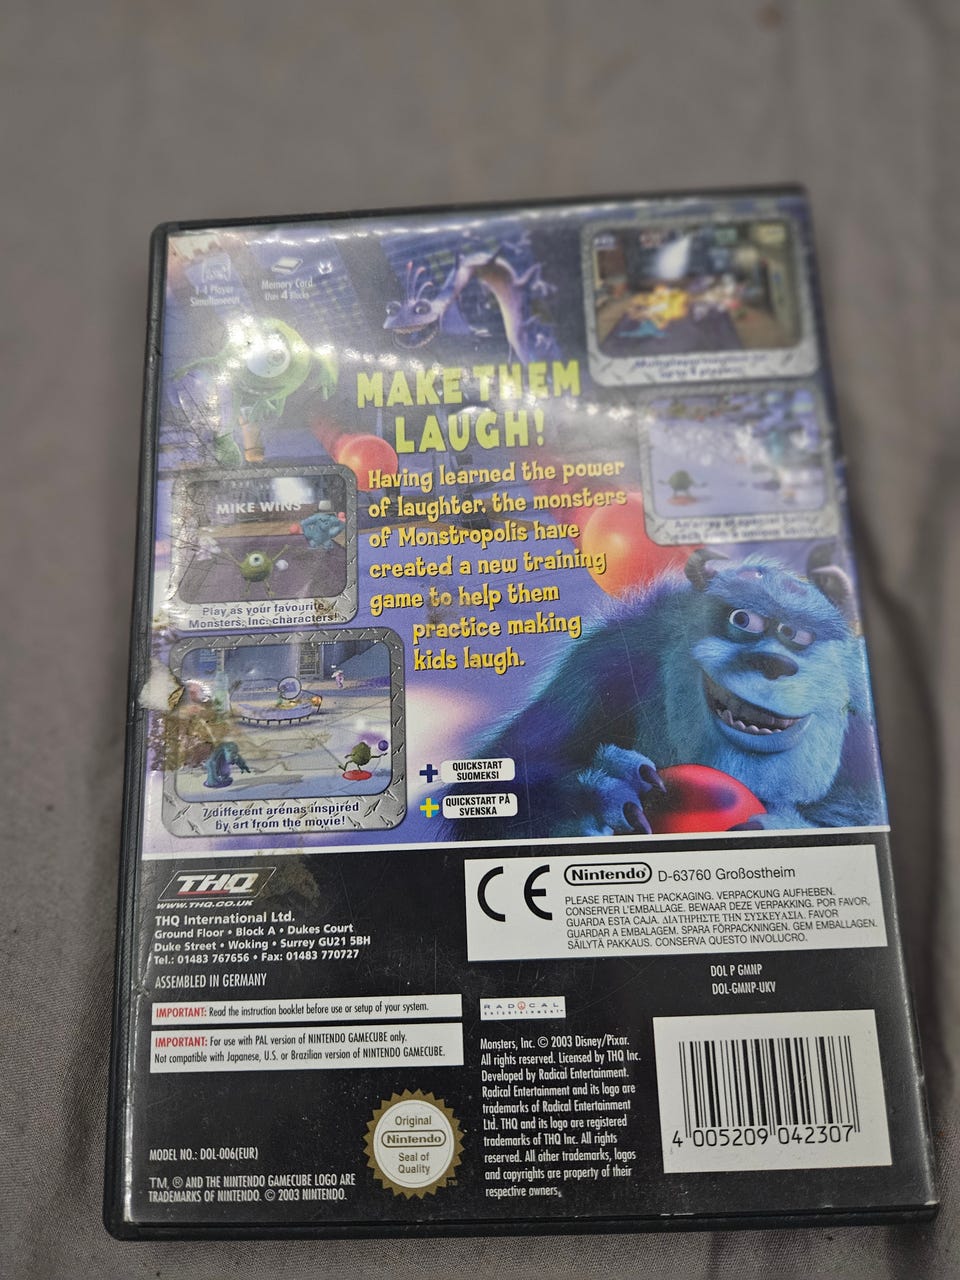 1-4 Player
Simultaneous
Memory Card
Uses 4 Blocks
MAKE THEM
LAUGH!
Having learned the power
of laughter, the monsters
of Monstropolis have
created a new training
game to help them
practice making
kids laugh.
Multiplayer
MIKE WINS
Play as your favourite
Monsters, Inc. characters!
7 different arenas inspired
by art from the movie!
QUICKSTART
SUOMEKSI
QUICKSTART PÅ
SVENSKA
THQ
WWW.THQ.CO.UK
THQ International Ltd.
Ground Floor • Block A • Dukes Court
Duke Street • Woking • Surrey GU21 5BH
Tel.: 01483 767656 • Fax: 01483 770727
ASSEMBLED IN GERMANY
IMPORTANT: Read the instruction booklet before use or setup of your system.
IMPORTANT: For use with PAL version of NINTENDO GAMECUBE only.
Not compatible with Japanese, U.S. or Brazilian version of NINTENDO GAMECUBE.
MODEL NO.: DOL-006(EUR)
TM, ® AND THE NINTENDO GAMECUBE LOGO ARE
TRADEMARKS OF NINTENDO. © 2003 NINTENDO.
Original
Nintendo
Seal of
Quality
TM
CE
Nintendo® D-63760 Großostheim
PLEASE RETAIN THE PACKAGING. VERPACKUNG AUFHEBEN.
CONSERVER L'EMBALLAGE. BEWAAR DEZE VERPAKKING. POR FAVOR,
GUARDA ESTA CAJA. ΔΙΑΤΗΡΗΣΤΕ ΤΗΝ ΣΥΣΚΕΥΑΣΙΑ. FAVOR
GUARDAR A EMBALAGEM. SPARA FÖRPACKNINGEN. GEM EMBALLAGEN.
SÄILYTÄ PAKKAUS. CONSERVA QUESTO INVOLUCRO.
DOL P GMNP
DOL-GMNP-UKV
RADICAL
entertainment
Monsters, Inc. © 2003 Disney/Pixar.
All rights reserved. Licensed by THQ Inc.
Developed by Radical Entertainment.
Radical Entertainment and its logo are
trademarks of Radical Entertainment
Ltd. THQ and its logo are registered
trademarks of THQ Inc. All rights
reserved. All other trademarks, logos
and copyrights are property of their
respective owners.
4 005209 042307